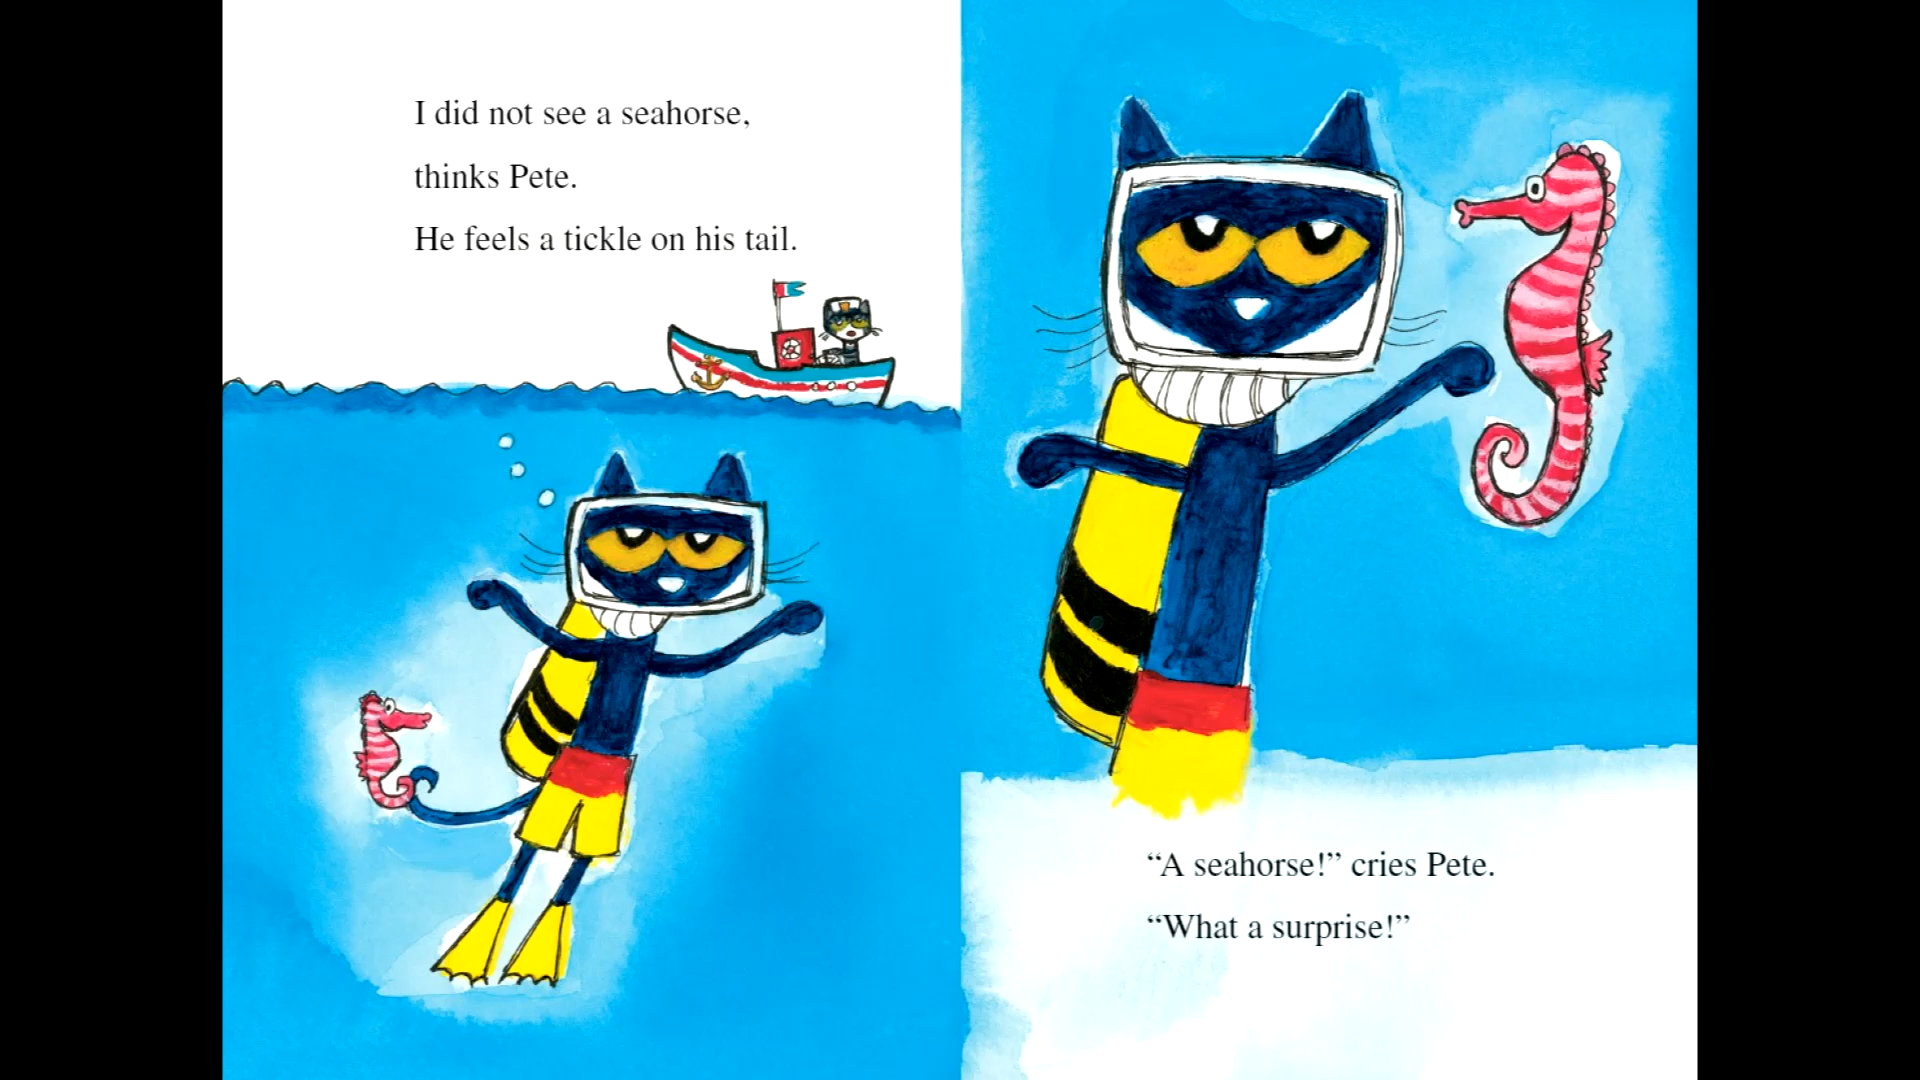 I did not see a seahorse,
thinks Pete.
He feels a tickle on his tail.
“A seahorse!” cries Pete.
“What a surprise!”